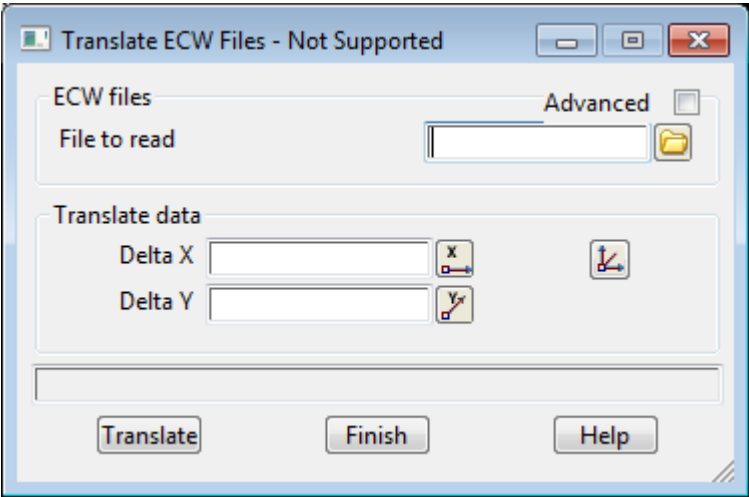 Translate ECW Files - Not Supported
ECW files
Advanced
File to read
Translate data
Delta X
X
Delta Y
Y
Translate
Finish
Help